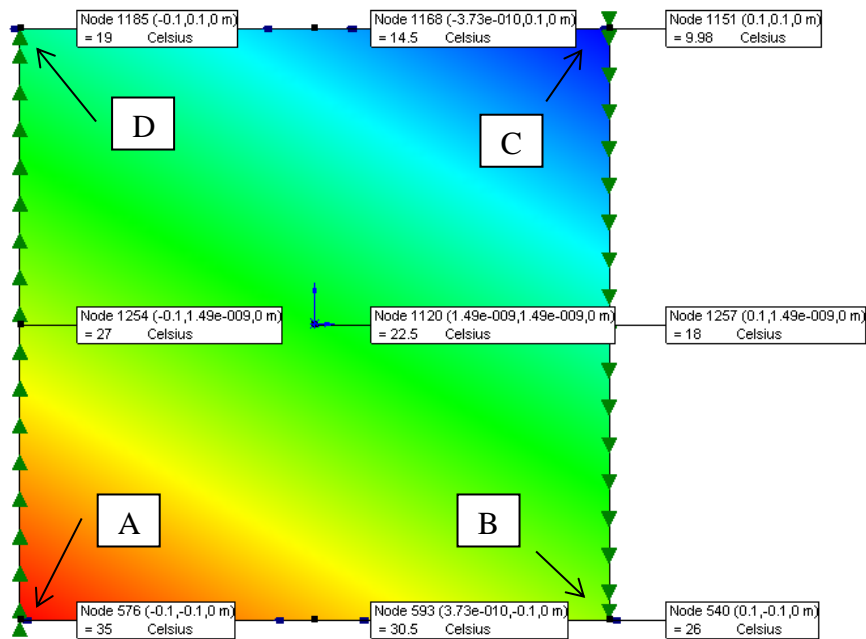 Node 1185 (-0.1,0.1,0 m)
= 19 Celsius
Node 1168 (-3.73e-010,0.1,0 m)
= 14.5 Celsius
Node 1151 (0.1,0.1,0 m)
= 9.98 Celsius
D
C
Node 1254 (-0.1,1.49e-009,0 m)
= 27 Celsius
Node 1120 (1.49e-009,1.49e-009,0 m)
= 22.5 Celsius
Node 1257 (0.1,1.49e-009,0 m)
= 18 Celsius
A
B
Node 576 (-0.1,-0.1,0 m)
= 35 Celsius
Node 593 (3.73e-010,-0.1,0 m)
= 30.5 Celsius
Node 540 (0.1,-0.1,0 m)
= 26 Celsius